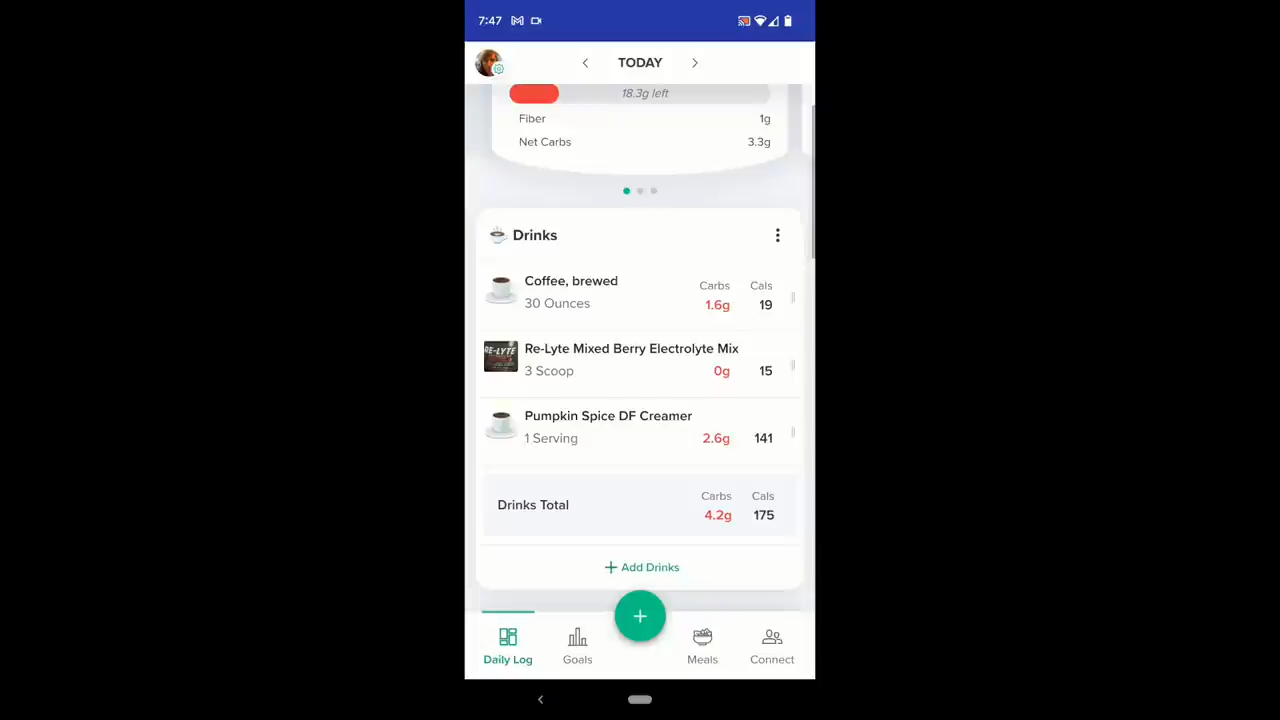 7:47
TODAY
18.3g left
Fiber 1g
Net Carbs 3.3g
Drinks
Coffee, brewed
30 Ounces
Carbs Cals
1.6g 19
RE-LYTE
Re-Lyte Mixed Berry Electrolyte Mix
3 Scoop 0g 15
Pumpkin Spice DF Creamer
1 Serving 2.6g 141
Drinks Total
Carbs Cals
4.2g 175
+ Add Drinks
Daily Log Goals Meals Connect